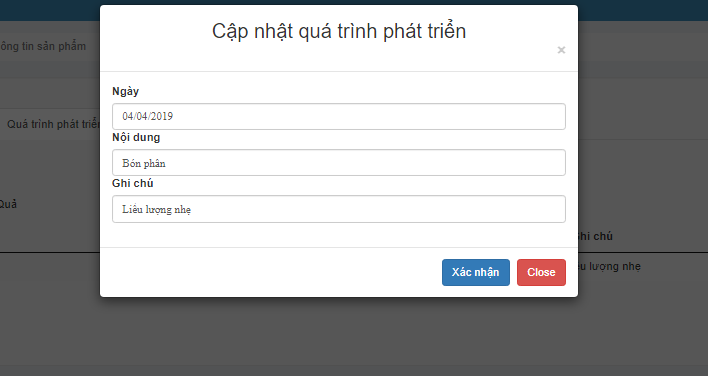 Cập nhật quá trình phát triển
×
ông tin sản phẩm
Ngày
04/04/2019
Quá trình phát triển
Nội dung
Bón phân
Ghi chú
Quả
Liều lượng nhẹ
Ghi chú
ều lượng nhẹ
Xác nhận
Close